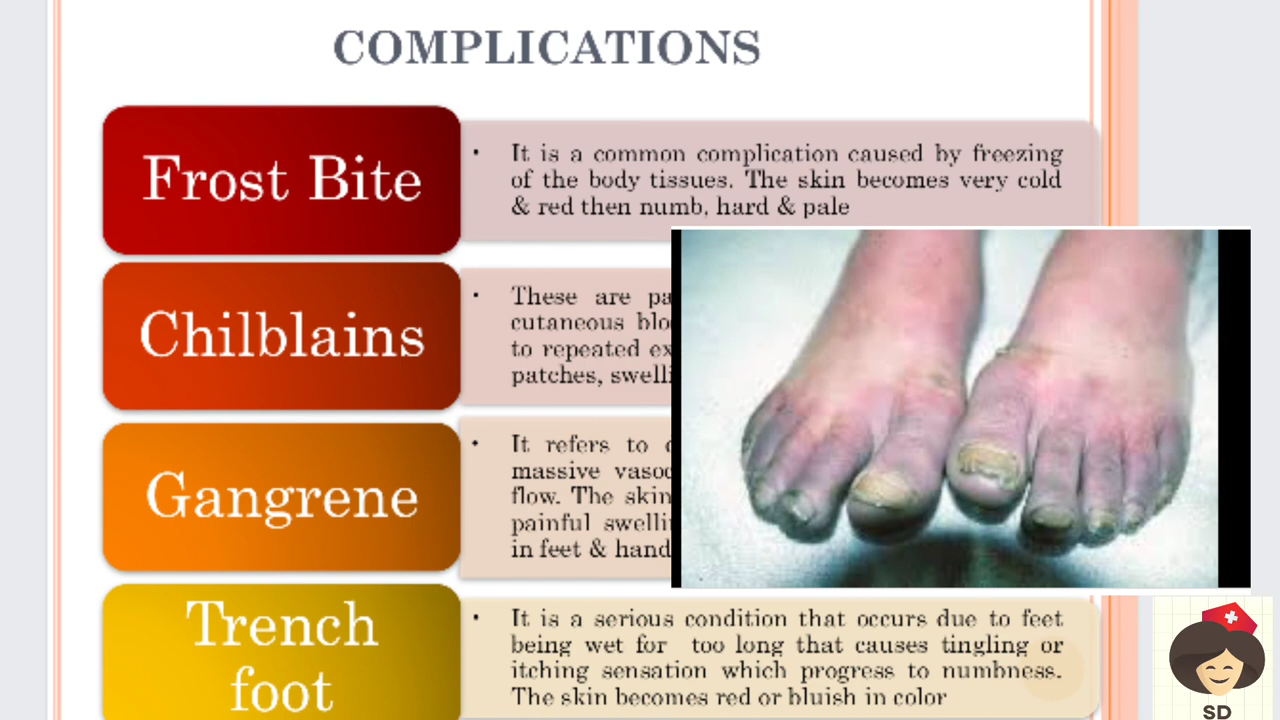 COMPLICATIONS
Frost Bite
• It is a common complication caused by freezing
of the body tissues. The skin becomes very cold
& red then numb, hard & pale
Chilblains
• These are
cutaneous
to repeated
patches,
Gangrene
• It refers to
massive
flow. The skin
painful
in feet & hand
Trench
foot
• It is a serious condition that occurs due to feet
being wet for too long that causes tingling or
itching sensation which progress to numbness.
The skin becomes red or bluish in color
SD